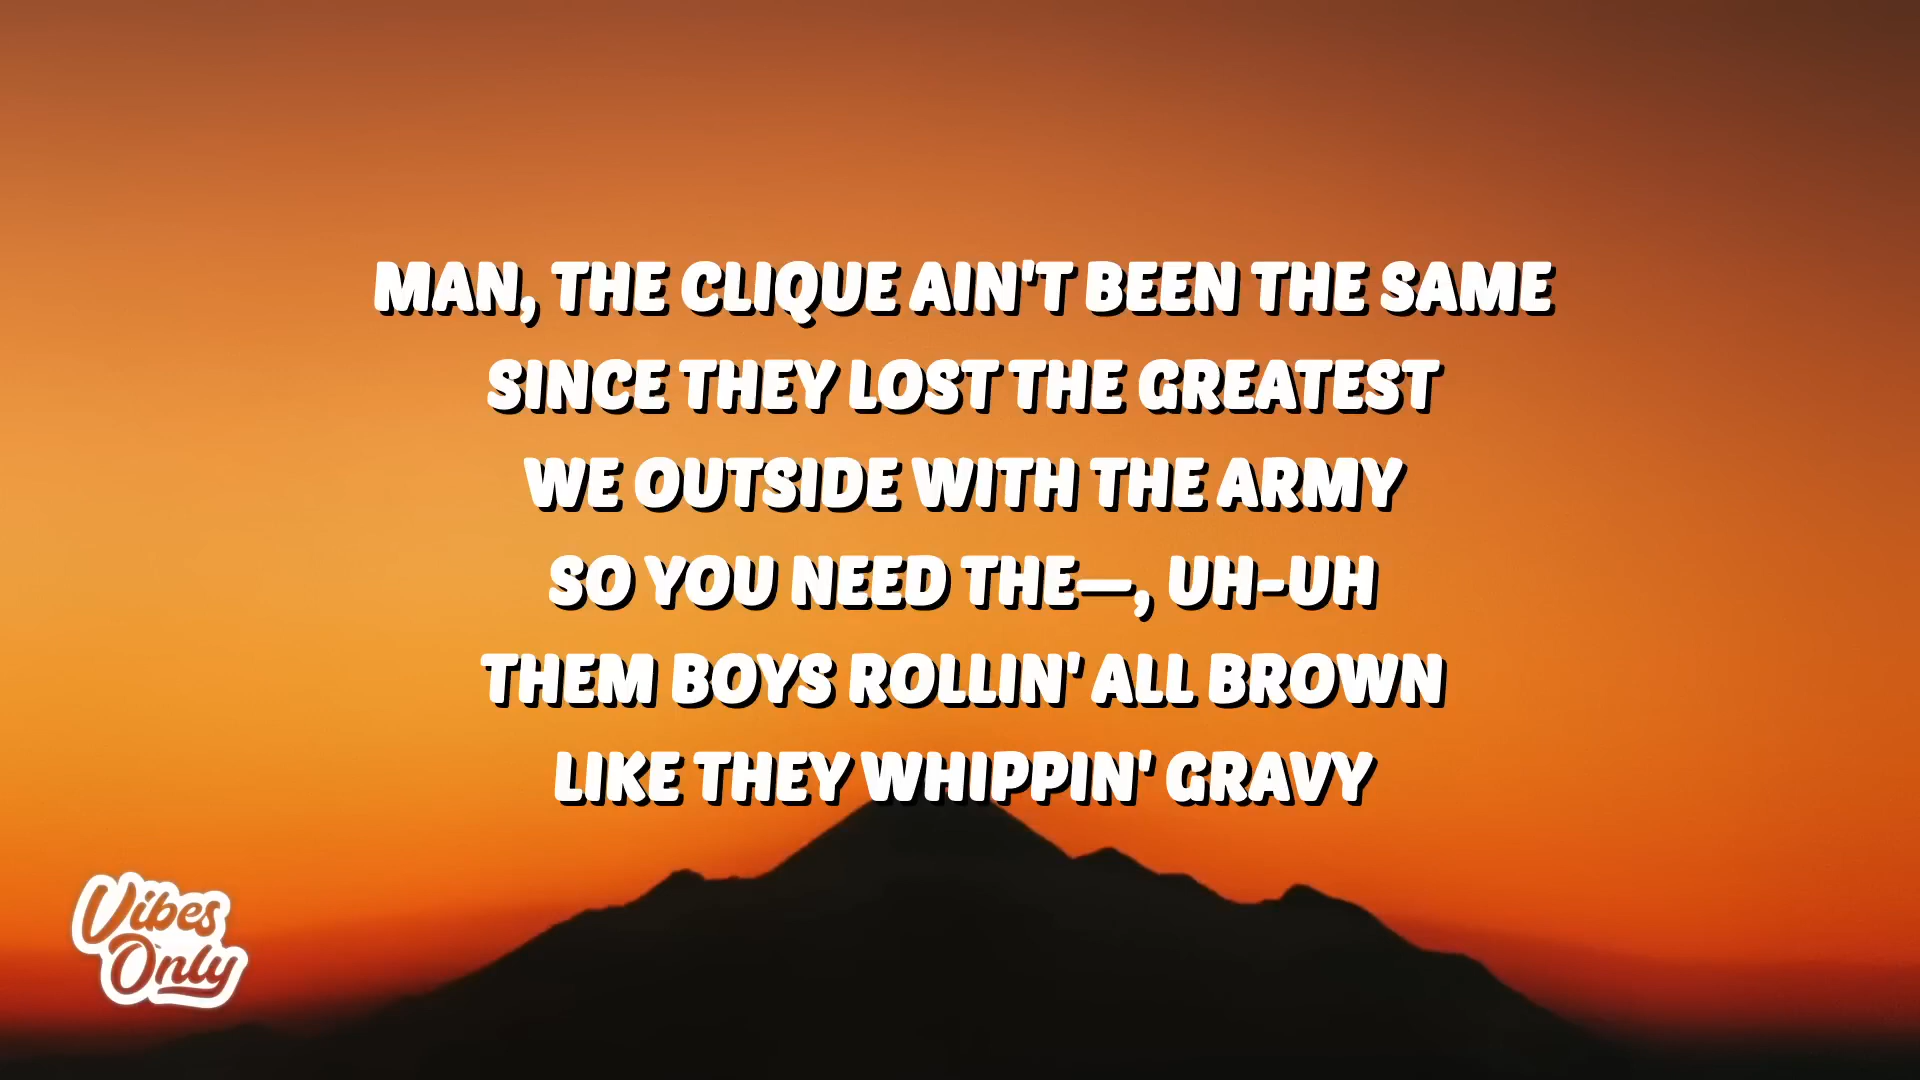 MAN, THE CLIQUE AIN'T BEEN THE SAME
SINCE THEY LOST THE GREATEST
WE OUTSIDE WITH THE ARMY
SO YOU NEED THE—, UH-UH
THEM BOYS ROLLIN' ALL BROWN
LIKE THEY WHIPPIN' GRAVY
Vibes
Only